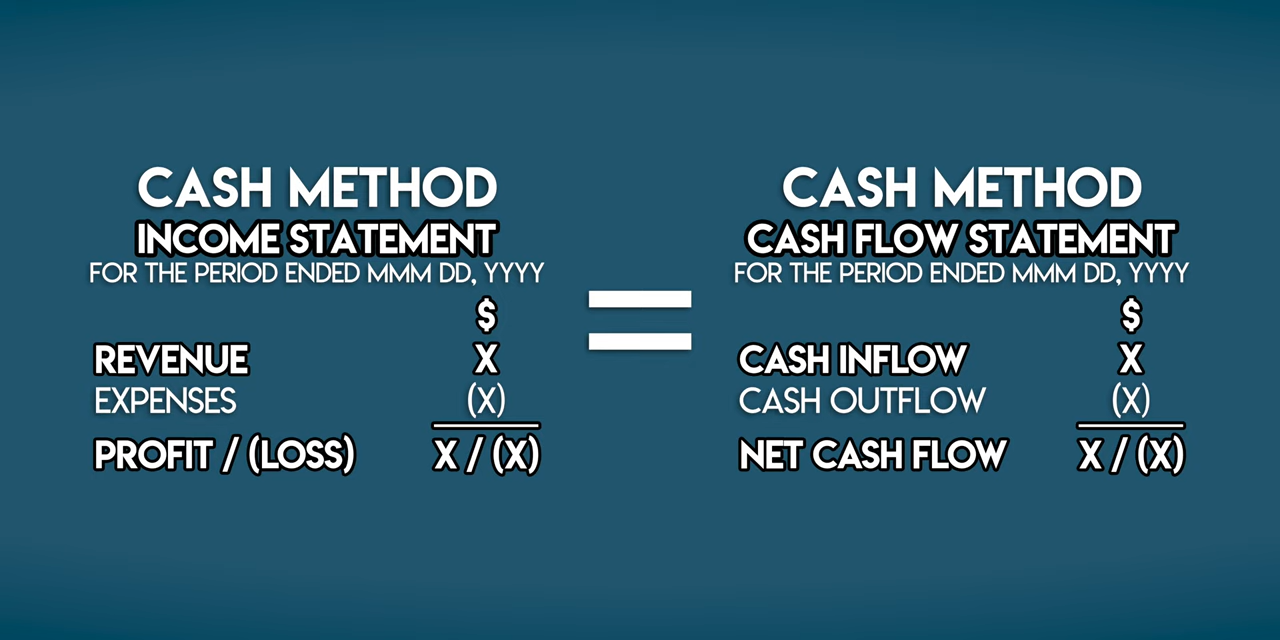 CASH METHOD
INCOME STATEMENT
FOR THE PERIOD ENDED MMM DD, YYYY
$
REVENUE X
EXPENSES (X)
PROFIT / (LOSS) X / (X)
=
CASH METHOD
CASH FLOW STATEMENT
FOR THE PERIOD ENDED MMM DD, YYYY
$
CASH INFLOW X
CASH OUTFLOW (X)
NET CASH FLOW X / (X)